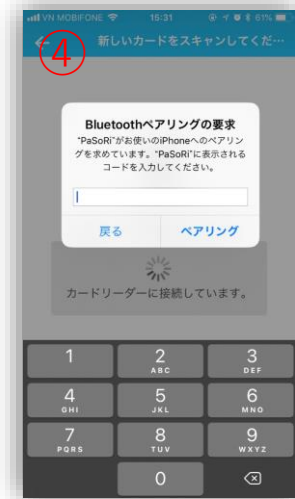 VN MOBIFONE 15:31 61%
④ 新しいカードをスキャンしてくだ…
Bluetoothペアリングの要求
"PaSoRi"がお使いのiPhoneへのペアリン
グを求めています。"PaSoRi"に表示される
コードを入力してください。
戻る ペアリング
カードリーダーに接続しています。
1 2 3
ABC DEF
4 5 6
GHI JKL MNO
7 8 9
PQRS TUV WXYZ
0